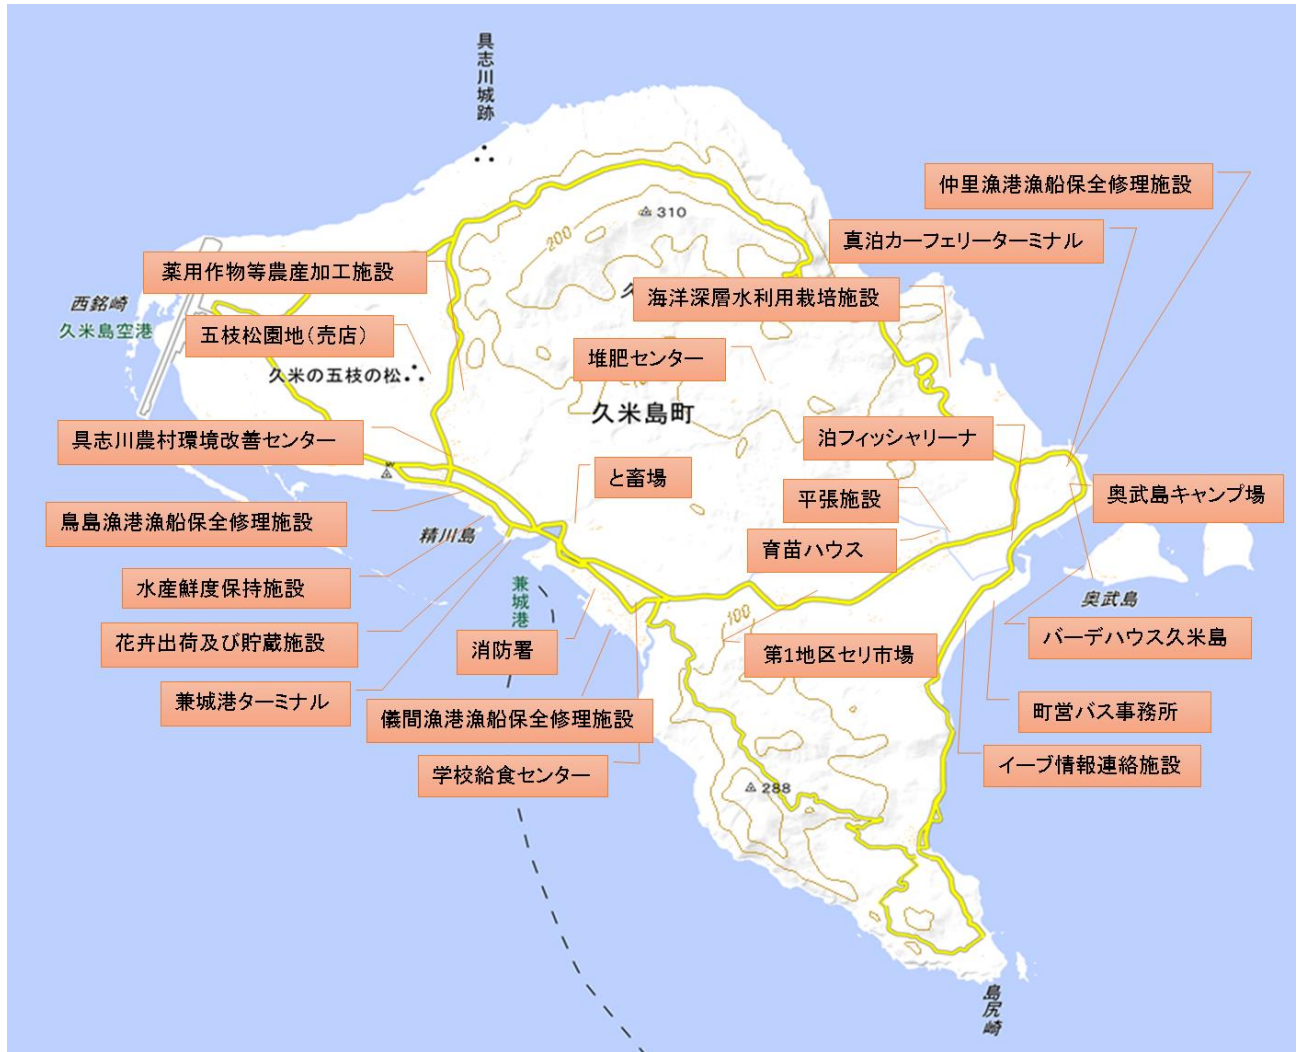 具志川城跡
仲里漁港漁船保全修理施設
310
真泊カーフェリーターミナル
200
薬用作物等農産加工施設
海洋深層水利用栽培施設
西銘崎
久米島空港
五枝松園地(売店)
堆肥センター
久米の五枝の松
久米島町
具志川農村環境改善センター
泊フィッシャリーナ
と畜場
平張施設
奥武島キャンプ場
鳥島漁港漁船保全修理施設
精川島
育苗ハウス
水産鮮度保持施設
兼城港
奥武島
100
花卉出荷及び貯蔵施設
消防署
第1地区セリ市場
バーデハウス久米島
兼城港ターミナル
儀間漁港漁船保全修理施設
町営バス事務所
学校給食センター
イーブ情報連絡施設
288
島尻崎